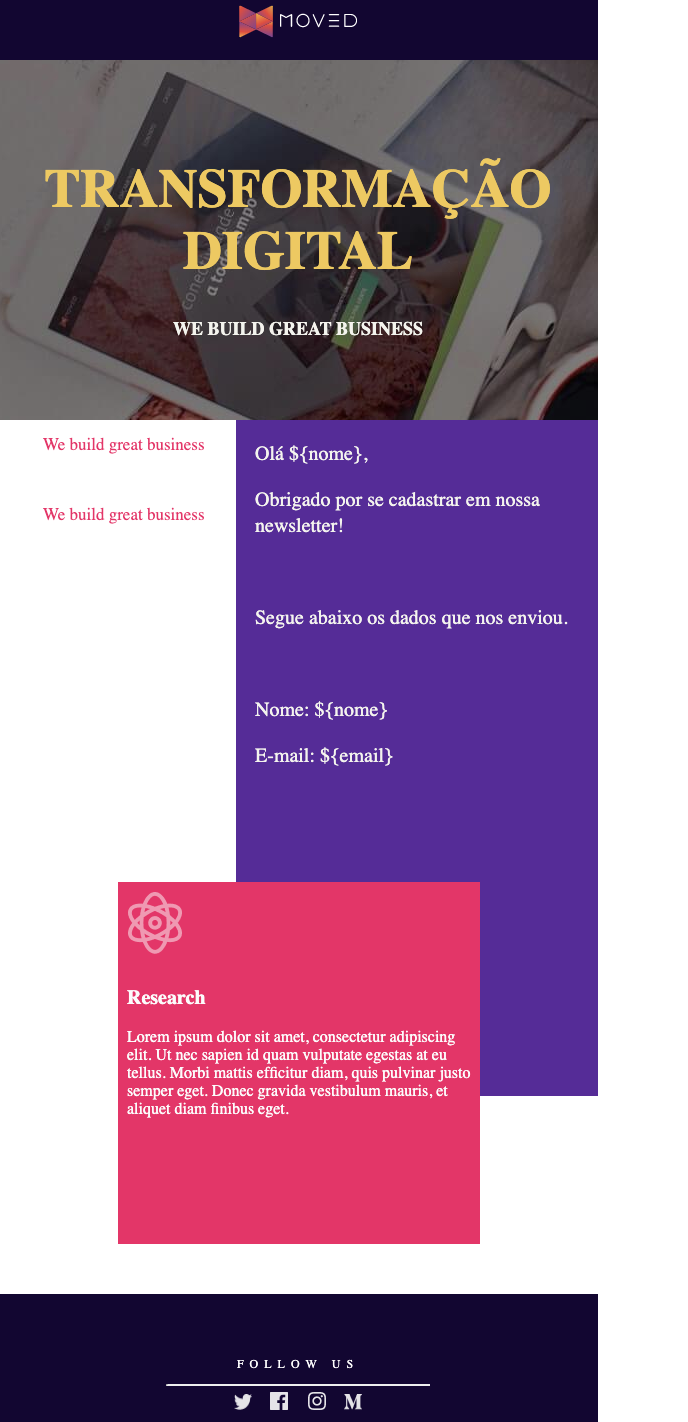 MOVED
TRANSFORMAÇÃO
DIGITAL
WE BUILD GREAT BUSINESS
We build great business
We build great business
Olá ${nome},
Obrigado por se cadastrar em nossa
newsletter!
Segue abaixo os dados que nos enviou.
Nome: ${nome}
E-mail: ${email}
Research
Lorem ipsum dolor sit amet, consectetur adipiscing
elit. Ut nec sapien id quam vulputate egestas at eu
tellus. Morbi mattis efficitur diam, quis pulvinar justo
semper eget. Donec gravida vestibulum mauris, et
aliquet diam finibus eget.
FOLLOW US